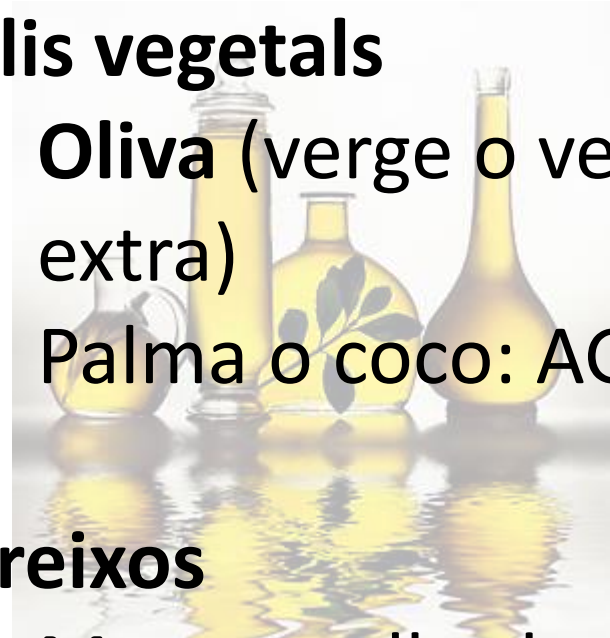 lis vegetals
Oliva (verge o ve
extra)
Palma o coco: AG
reixos